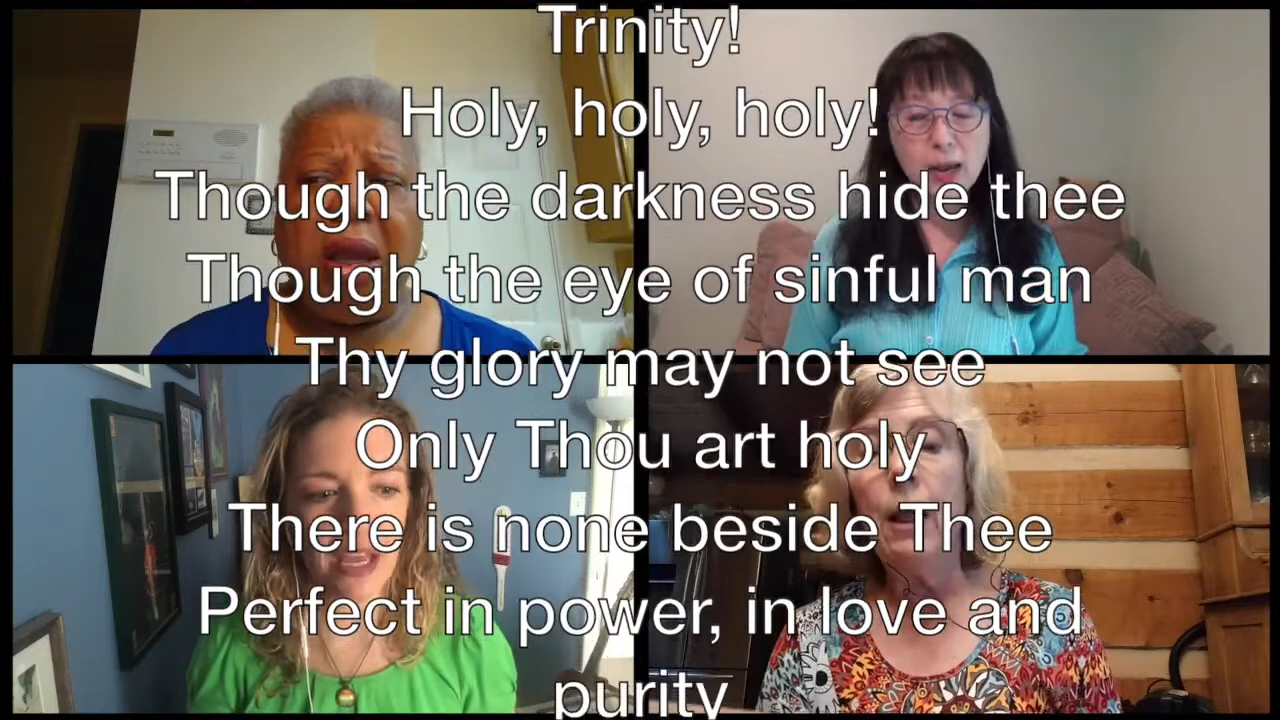 Trinity!
Holy, holy, holy!
Though the darkness hide thee
Though the eye of sinful man
Thy glory may not see
Only Thou art holy
There is none beside Thee
Perfect in power, in love and
purity